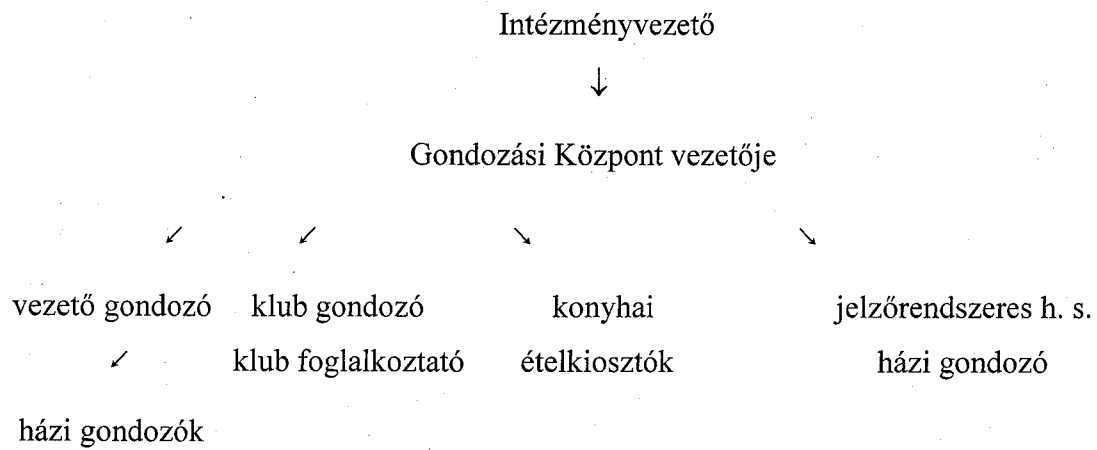 Intézményvezető
↓
Gondozási Központ vezetője
↙ ↙ ↘ ↘
vezető gondozó klub gondozó konyhai jelzőrendszeres h. s.
↙ klub foglalkoztató ételkiosztók házi gondozó
házi gondozók